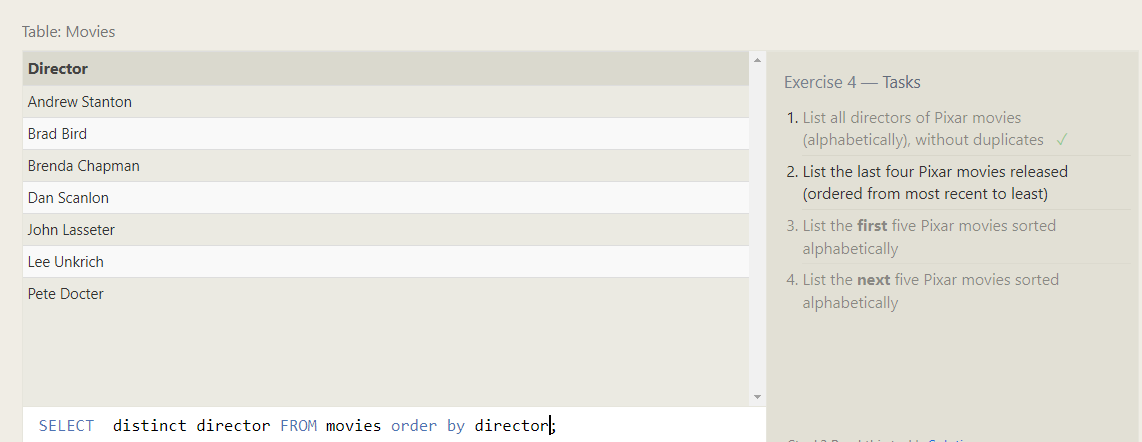 Table: Movies
Director
Andrew Stanton
Brad Bird
Brenda Chapman
Dan Scanlon
John Lasseter
Lee Unkrich
Pete Docter
SELECT  distinct director FROM movies order by director;
Exercise 4 — Tasks
1. List all directors of Pixar movies
(alphabetically), without duplicates ✓
2. List the last four Pixar movies released
(ordered from most recent to least)
3. List the first five Pixar movies sorted
alphabetically
4. List the next five Pixar movies sorted
alphabetically